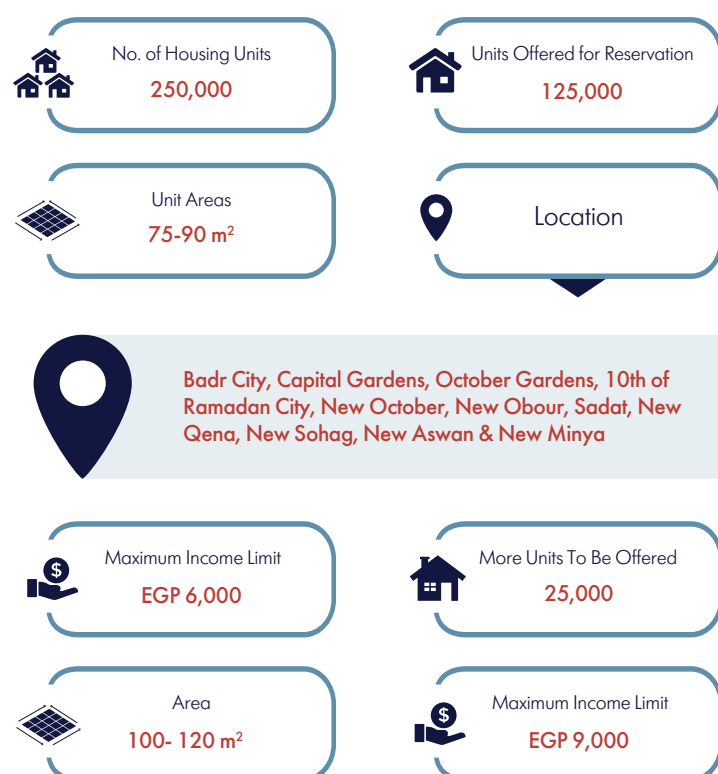 No. of Housing Units
250,000
Units Offered for Reservation
125,000
Unit Areas
75-90 m²
Location
Badr City, Capital Gardens, October Gardens, 10th of
Ramadan City, New October, New Obour, Sadat, New
Qena, New Sohag, New Aswan & New Minya
Maximum Income Limit
EGP 6,000
More Units To Be Offered
25,000
Area
100- 120 m²
Maximum Income Limit
EGP 9,000